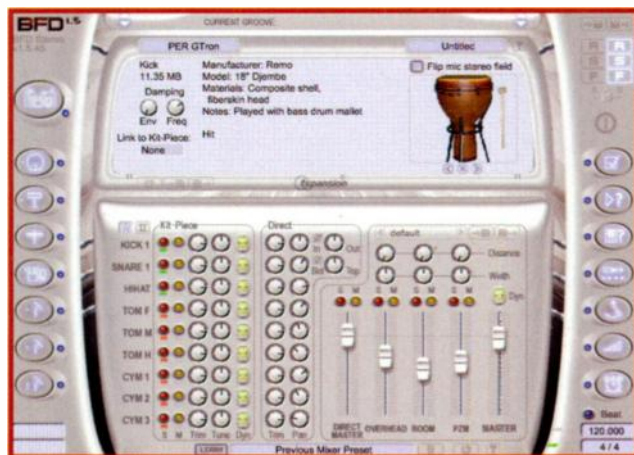 BFD 1.5
CURRENT GROOVE
PER GTron
Untitlec
Kick
11.35 MB
Damping
Env Freq
Link to Kit-Piece:
None
Manufacturer: Remo
Model: 18" Djembe
Materials: Composite shell,
fiberskin head
Notes: Played with bass drum mallet
Hit
Flip mic stereo field
Expansion
Kit-Piece
Direct
default
KICK 1
In
Out
Distance
SNARE 1
Top
Width
HIHAT
S M S M S M S M
Dyn
TOM F
TOM M
TOM H
CYM 1
CYM 2
CYM 3
S M Trim Tune Dyn
Trim Pan
DIRECT
MASTER
OVERHEAD
ROOM
PZM
MASTER
Previous Mixer Preset
Beat
120.000
4 / 4